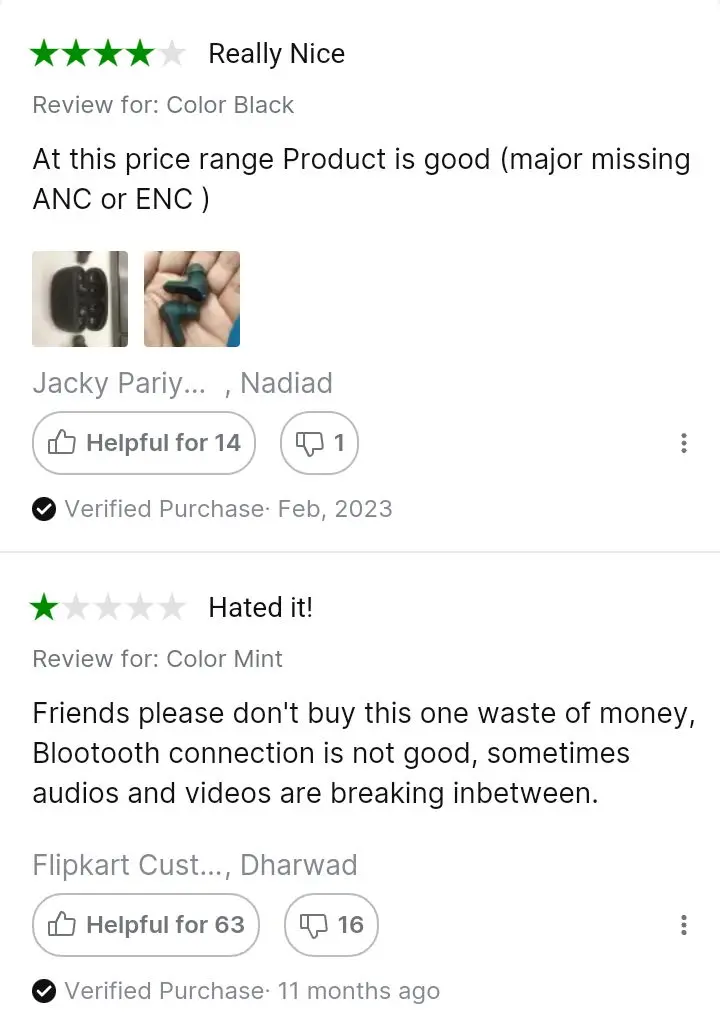 Really Nice
Review for: Color Black
At this price range Product is good (major missing
ANC or ENC )
Jacky Pariy... , Nadiad
Helpful for 14
1
Verified Purchase· Feb, 2023
Hated it!
Review for: Color Mint
Friends please don't buy this one waste of money,
Blootooth connection is not good, sometimes
audios and videos are breaking inbetween.
Flipkart Cust..., Dharwad
Helpful for 63
16
Verified Purchase· 11 months ago